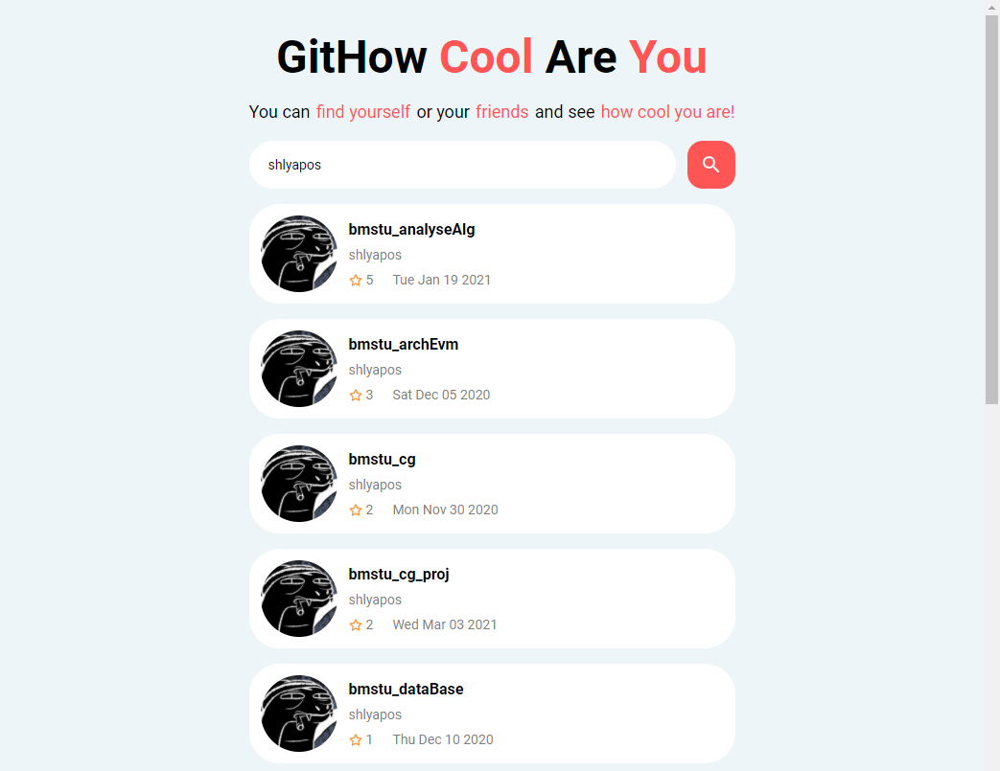 GitHow Cool Are You
You can find yourself or your friends and see how cool you are!
shlyapos
bmstu_analyseAlg
shlyapos
5 Tue Jan 19 2021
bmstu_archEvm
shlyapos
3 Sat Dec 05 2020
bmstu_cg
shlyapos
2 Mon Nov 30 2020
bmstu_cg_proj
shlyapos
2 Wed Mar 03 2021
bmstu_dataBase
shlyapos
1 Thu Dec 10 2020